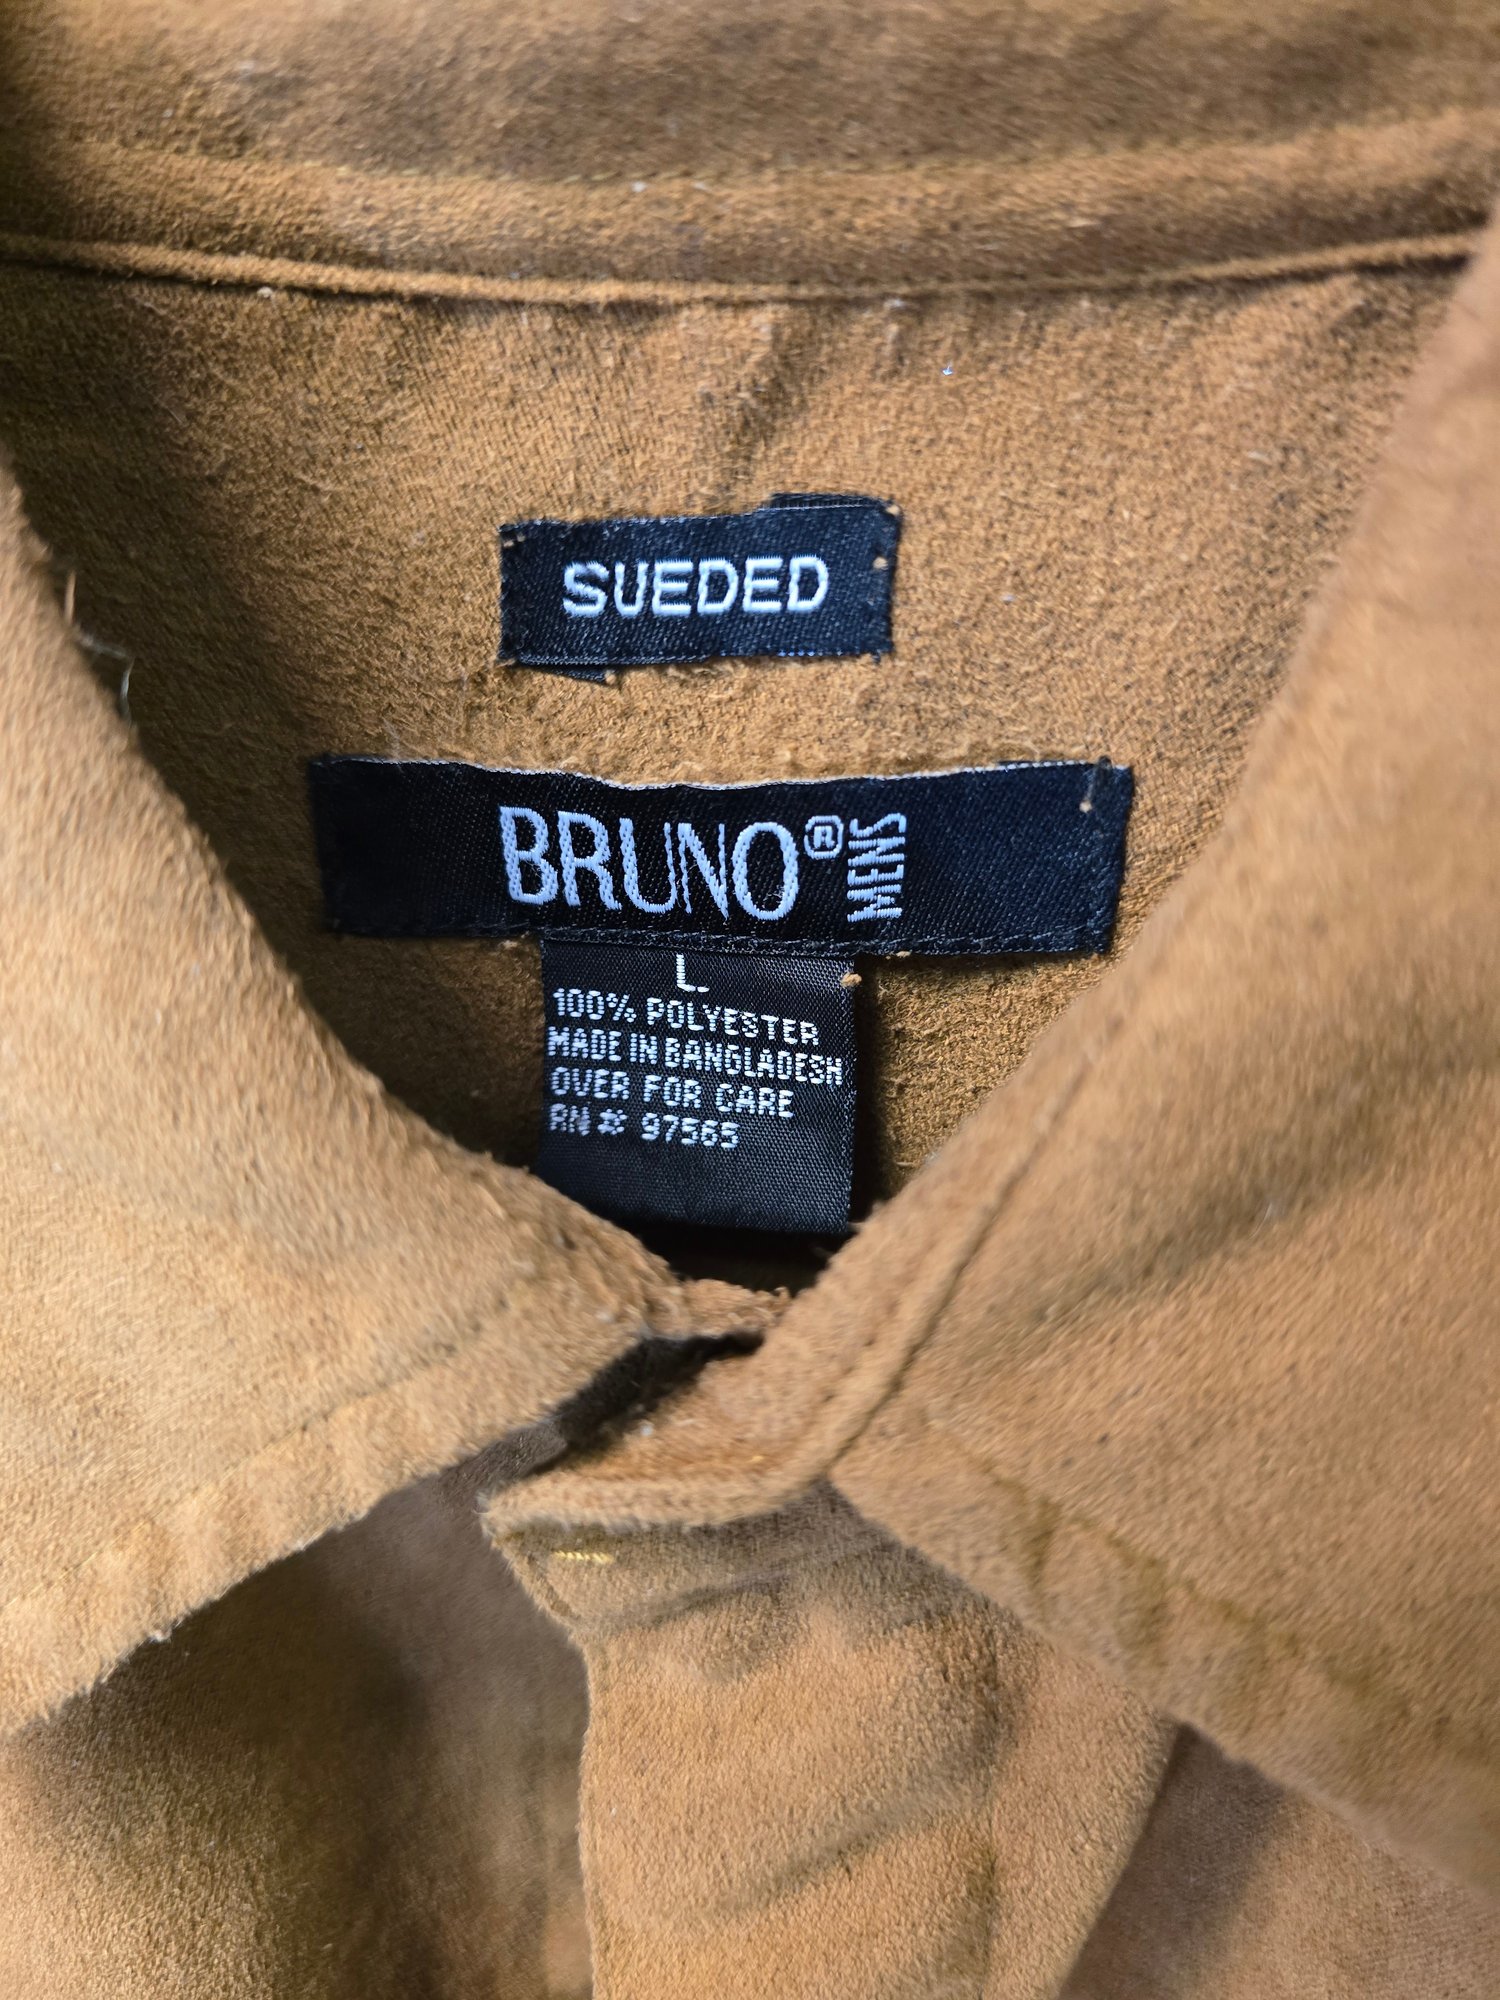 SUEDED
BRUNO® MENS
L
100% POLYESTER
MADE IN BANGLADESH
OVER FOR CARE
RN # 97565